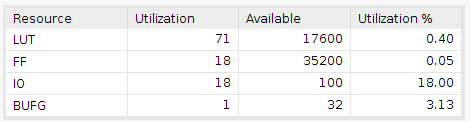 Resource Utilization Available Utilization %
LUT 71 17600 0.40
FF 18 35200 0.05
IO 18 100 18.00
BUFG 1 32 3.13